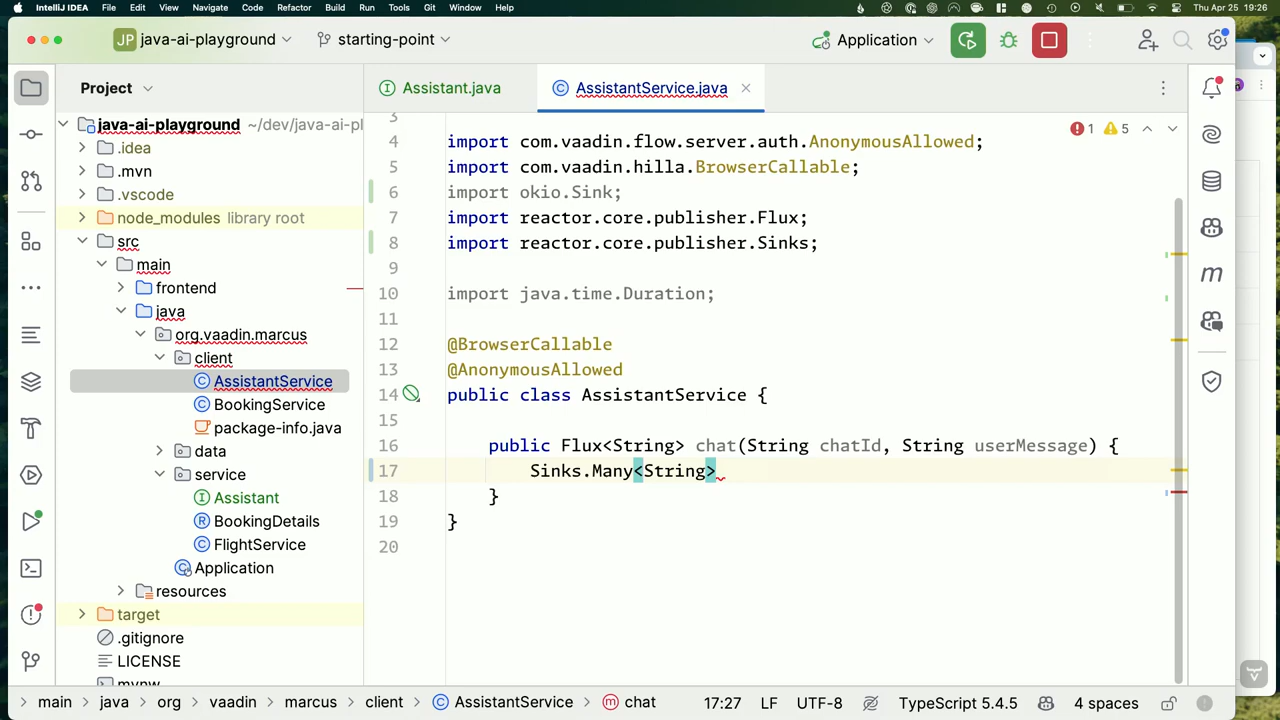 IntelliJ IDEA File Edit View Navigate Code Refactor Build Run Tools Git Window Help Thu Apr 25 19:26
JP java-ai-playground starting-point Application
Project
Assistant.java AssistantService.java
java-ai-playground ~/dev/java-ai-pl
.idea
.mvn
.vscode
node_modules library root
src
main
frontend
java
org.vaadin.marcus
client
AssistantService
BookingService
package-info.java
data
service
Assistant
BookingDetails
FlightService
Application
resources
target
.gitignore
LICENSE
mvnw
1 5
3
4 import com.vaadin.flow.server.auth.AnonymousAllowed;
5 import com.vaadin.hilla.BrowserCallable;
6 import okio.Sink;
7 import reactor.core.publisher.Flux;
8 import reactor.core.publisher.Sinks;
9
10 import java.time.Duration;
11
12 @BrowserCallable
13 @AnonymousAllowed
14 public class AssistantService {
15
16 public Flux<String> chat(String chatId, String userMessage) {
17 Sinks.Many<String>
18 }
19 }
20
main java org vaadin marcus client AssistantService chat 17:27 LF UTF-8 TypeScript 5.4.5 4 spaces